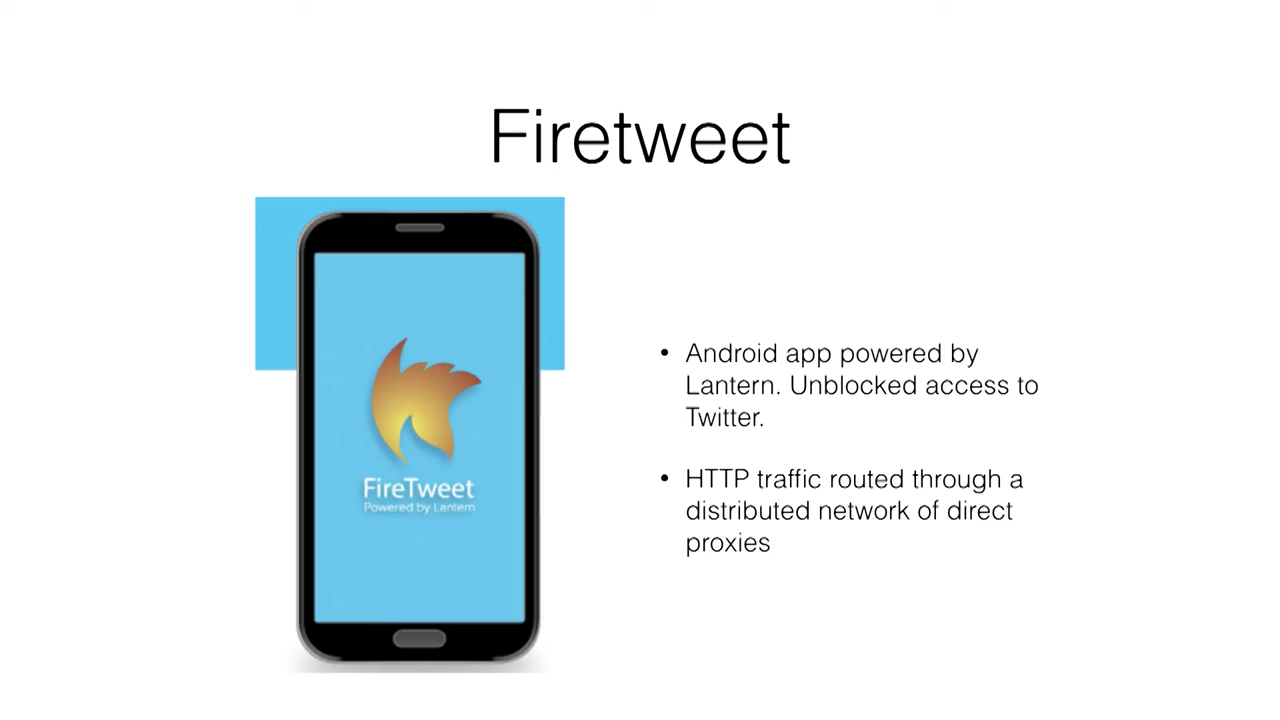 Firetweet
FireTweet
Powered by Lantern
• Android app powered by
Lantern. Unblocked access to
Twitter.
• HTTP traffic routed through a
distributed network of direct
proxies